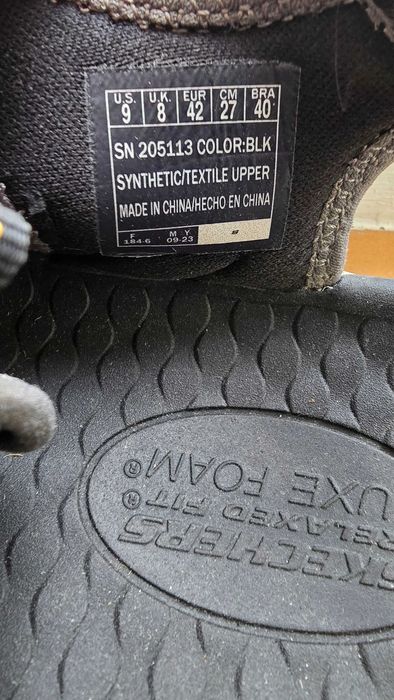 U.S. U.K. EUR CM BRA
9 8 42 27 40
SN 205113 COLOR:BLK
SYNTHETIC/TEXTILE UPPER
MADE IN CHINA/HECHO EN CHINA
F M Y
184-6 09-23
SKECHERS
RELAXED FIT®
UXE FOAM®